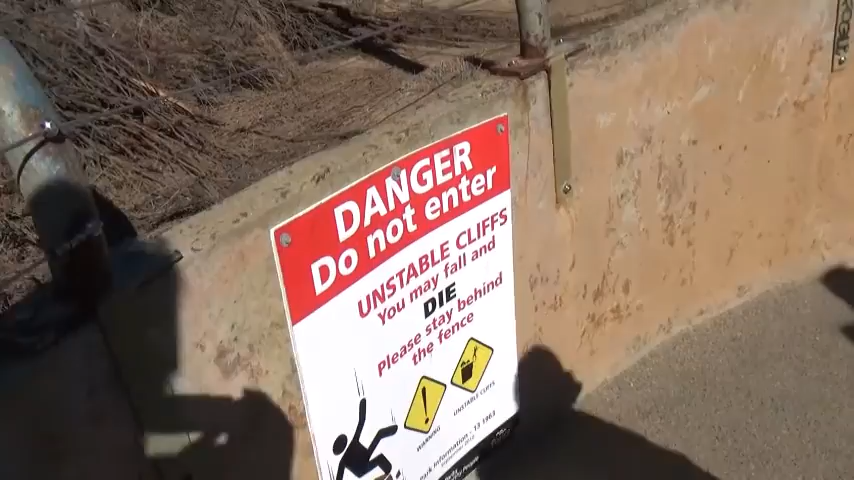 DANGER
Do not enter
UNSTABLE CLIFFS
You may fall and
DIE
Please stay behind
the fence
WARNING
UNSTABLE CLIFFS
Park Information - 13 1963